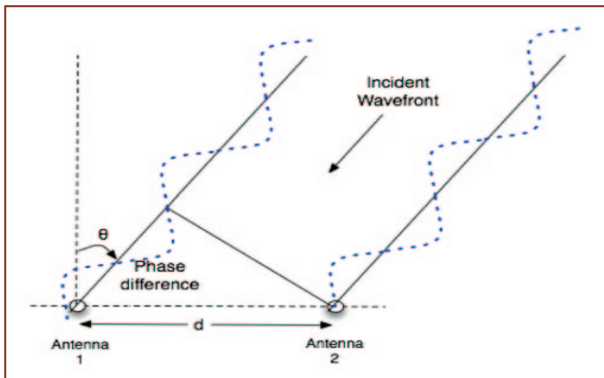 Incident
Wavefront
θ
Phase
difference
d
Antenna
1
Antenna
2